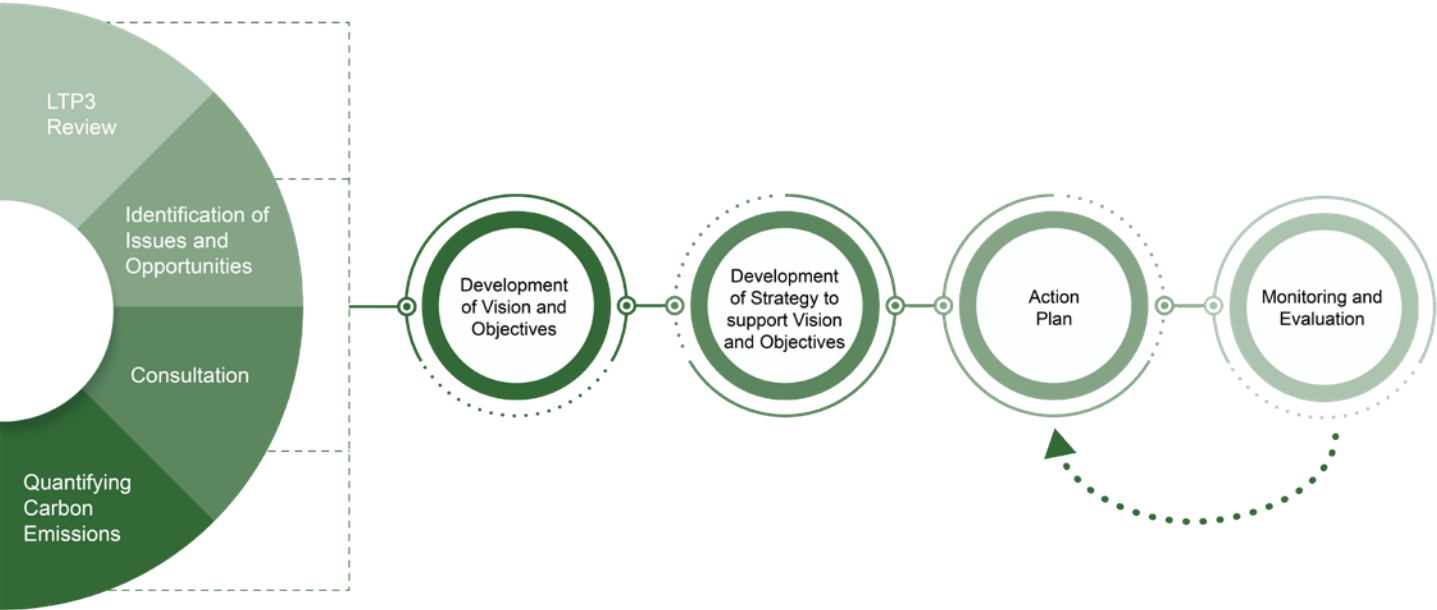 LTP3
Review
Identification of
Issues and
Opportunities
Consultation
Quantifying
Carbon
Emissions
Development
of Vision and
Objectives
Development
of Strategy to
support Vision
and Objectives
Action
Plan
Monitoring and
Evaluation